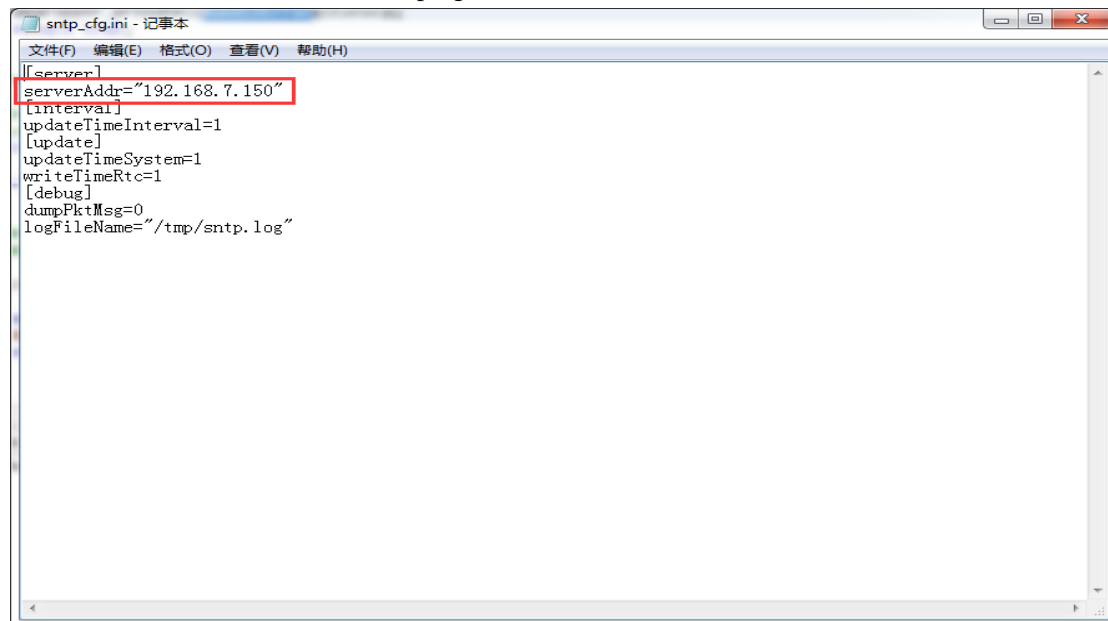 sntp_cfg.ini - 记事本
文件(F) 编辑(E) 格式(O) 查看(V) 帮助(H)
[server]
serverAddr="192.168.7.150"
[interval]
updateTimeInterval=1
[update]
updateTimeSystem=1
writeTimeRtc=1
[debug]
dumpPktMsg=0
logFileName="/tmp/sntp.log"